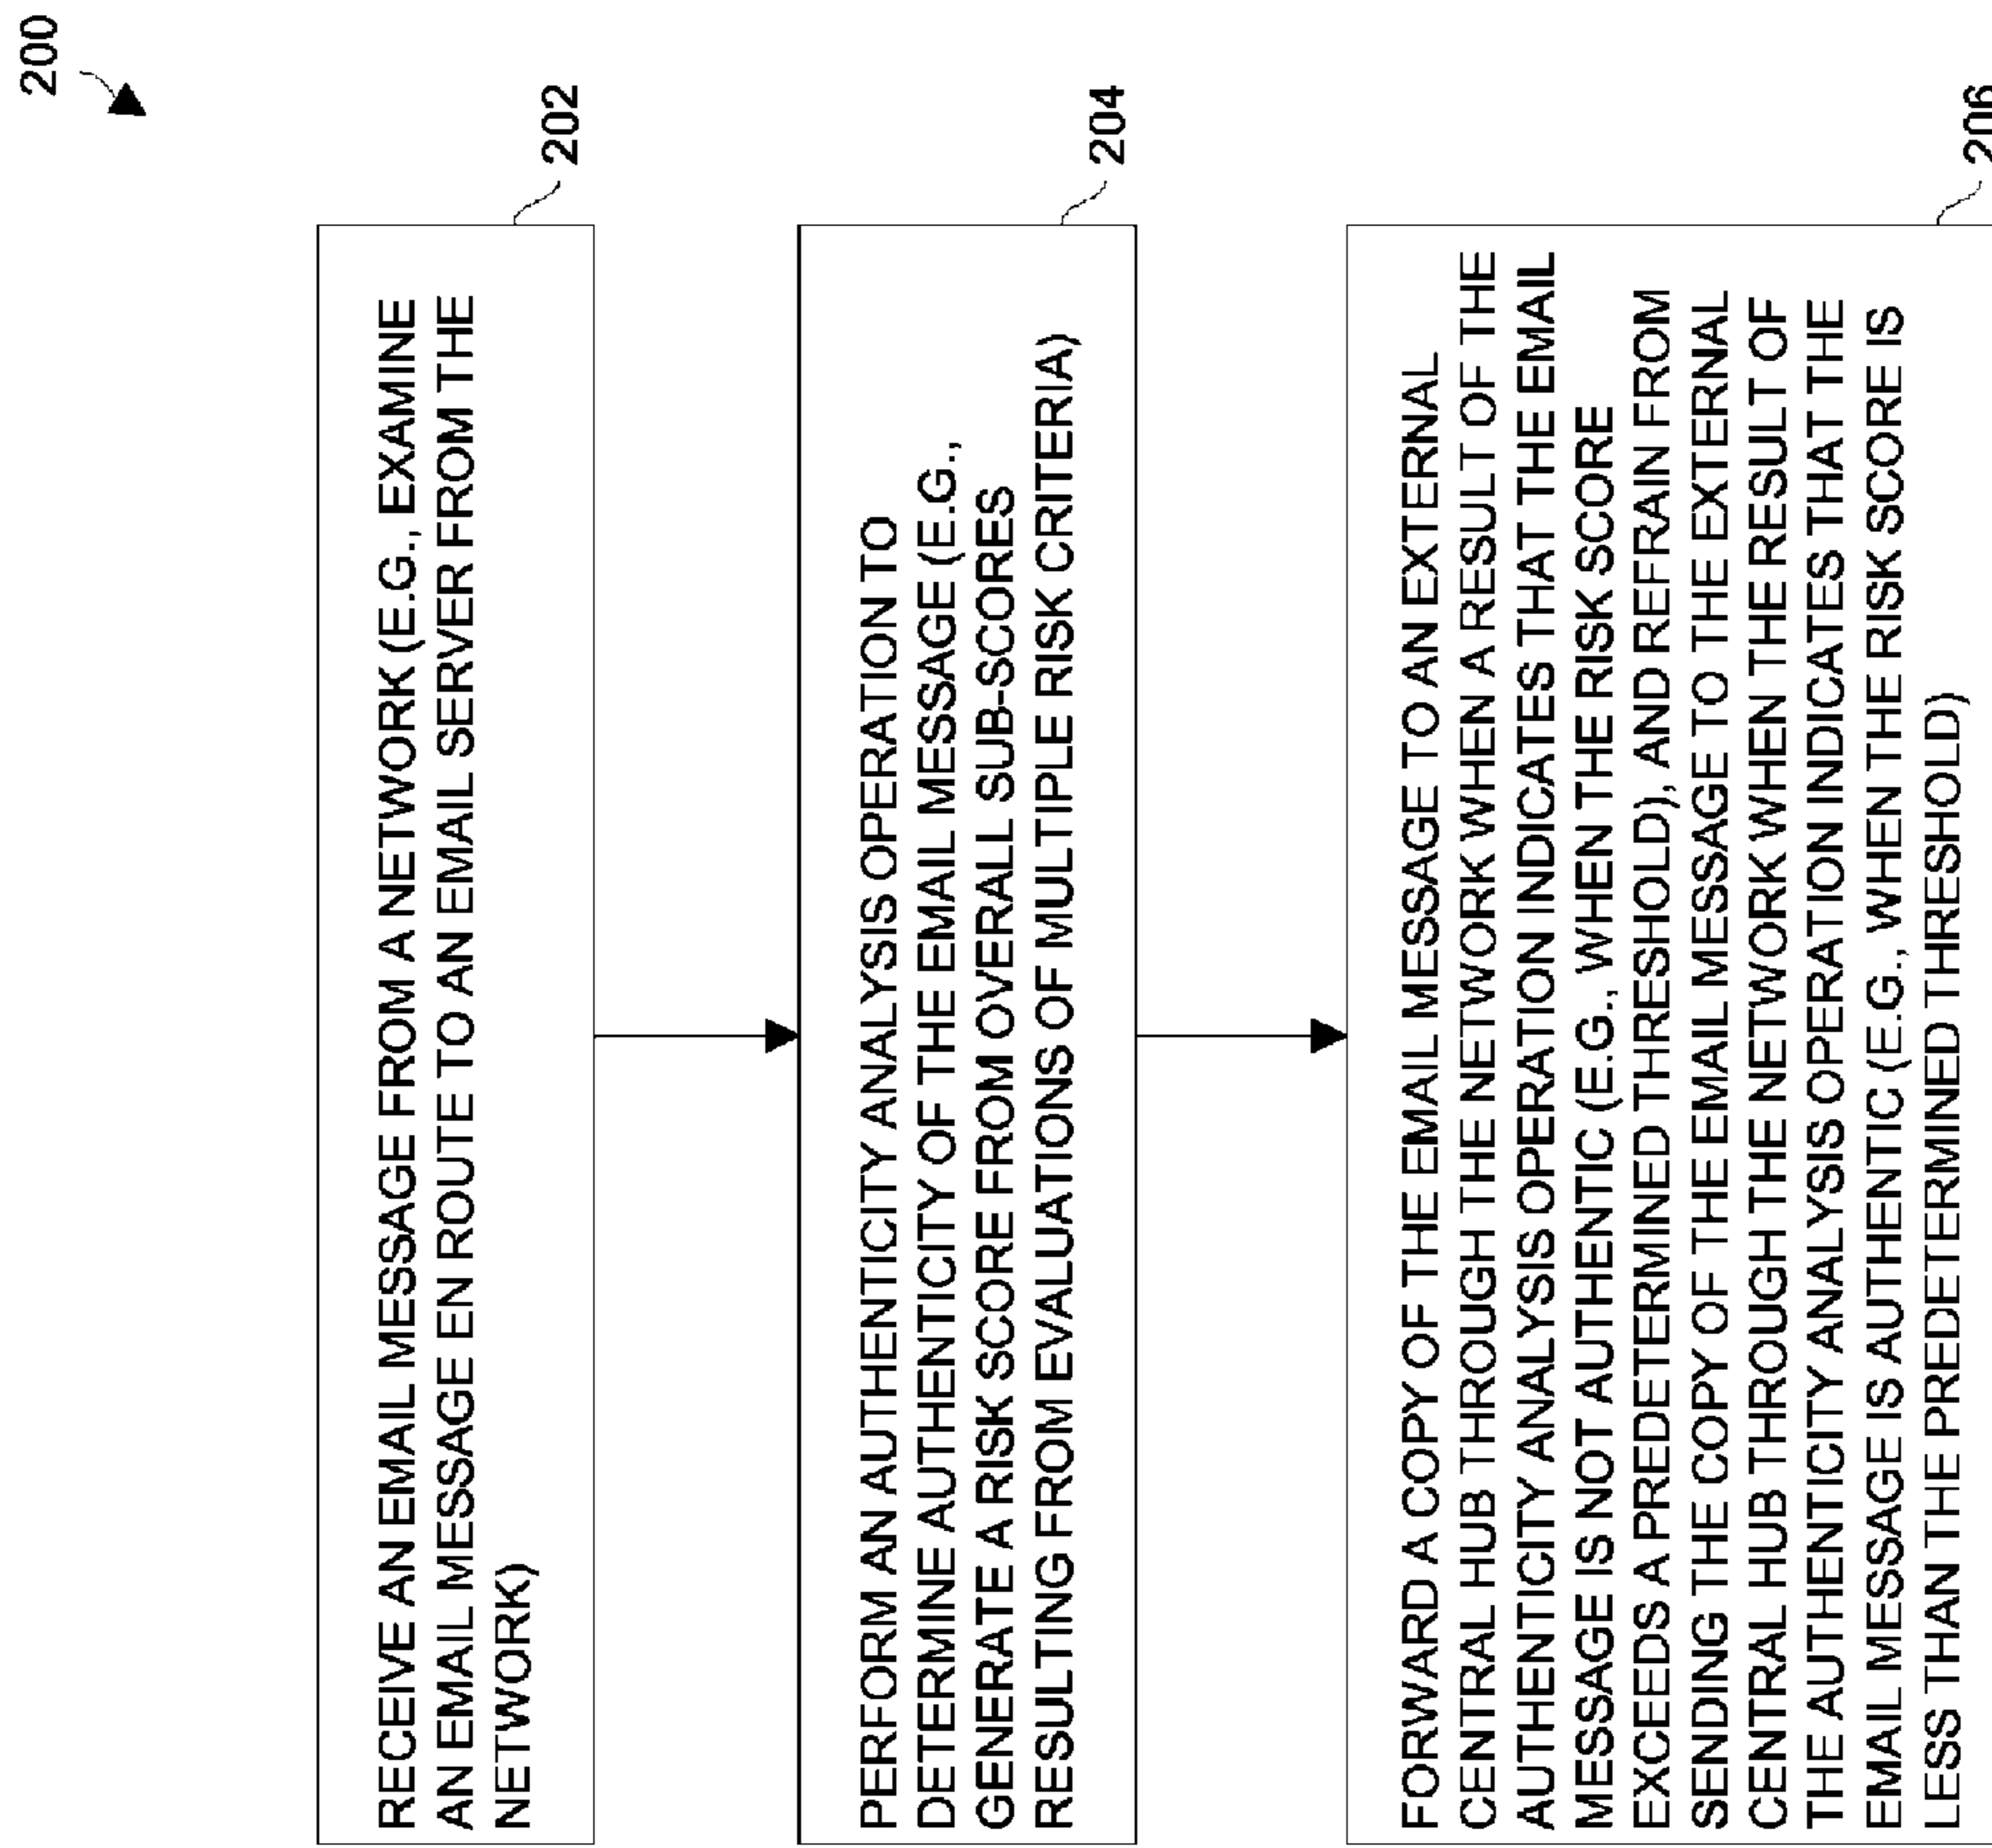 200
RECEIVE AN EMAIL MESSAGE FROM A NETWORK (E.G., EXAMINE
AN EMAIL MESSAGE EN ROUTE TO AN EMAIL SERVER FROM THE
NETWORK)
202
PERFORM AN AUTHENTICITY ANALYSIS OPERATION TO
DETERMINE AUTHENTICITY OF THE EMAIL MESSAGE (E.G.,
GENERATE A RISK SCORE FROM OVERALL SUB-SCORES
RESULTING FROM EVALUATIONS OF MULTIPLE RISK CRITERIA)
204
FORWARD A COPY OF THE EMAIL MESSAGE TO AN EXTERNAL
CENTRAL HUB THROUGH THE NETWORK WHEN A RESULT OF THE
AUTHENTICITY ANALYSIS OPERATION INDICATES THAT THE EMAIL
MESSAGE IS NOT AUTHENTIC (E.G., WHEN THE RISK SCORE
EXCEEDS A PREDETERMINED THRESHOLD), AND REFRAIN FROM
SENDING THE COPY OF THE EMAIL MESSAGE TO THE EXTERNAL
CENTRAL HUB THROUGH THE NETWORK WHEN THE RESULT OF
THE AUTHENTICITY ANALYSIS OPERATION INDICATES THAT THE
EMAIL MESSAGE IS AUTHENTIC (E.G., WHEN THE RISK SCORE IS
LESS THAN THE PREDETERMINED THRESHOLD)
206